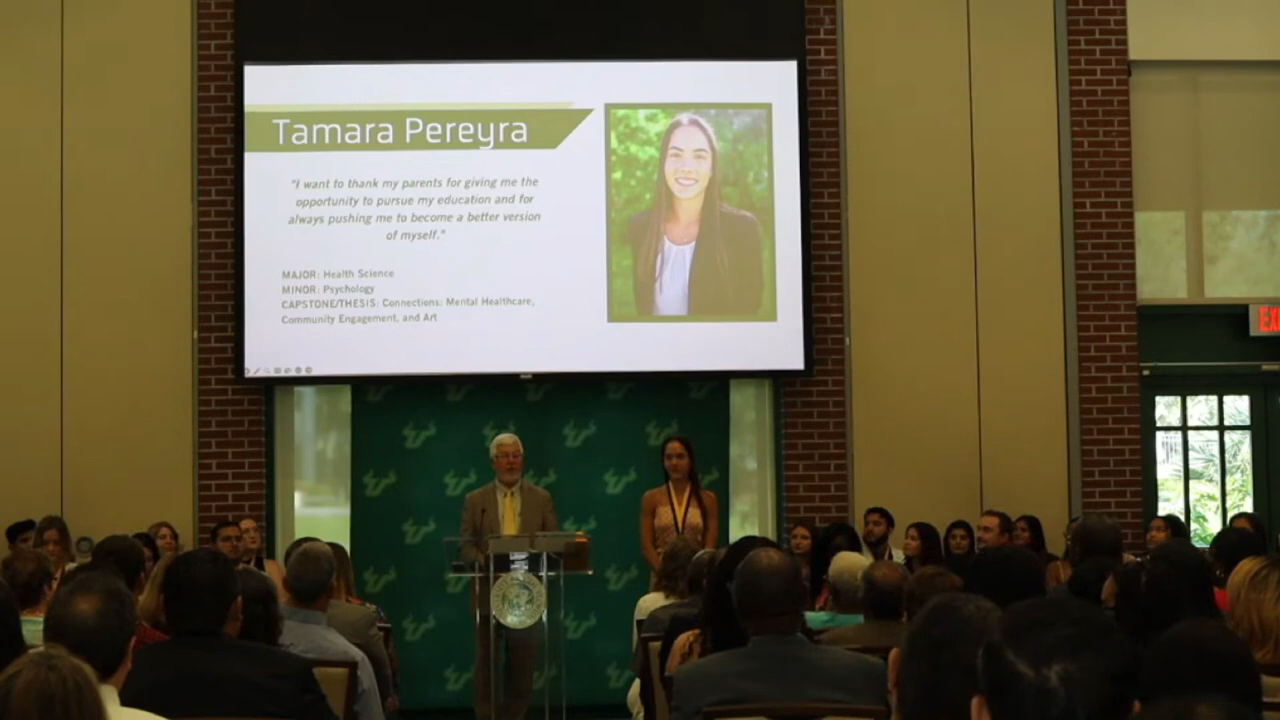 Tamara Pereyra
"I want to thank my parents for giving me the
opportunity to pursue my education and for
always pushing me to become a better version
of myself."
MAJOR: Health Science
MINOR: Psychology
CAPSTONE/THESIS: Connections: Mental Healthcare,
Community Engagement, and Art